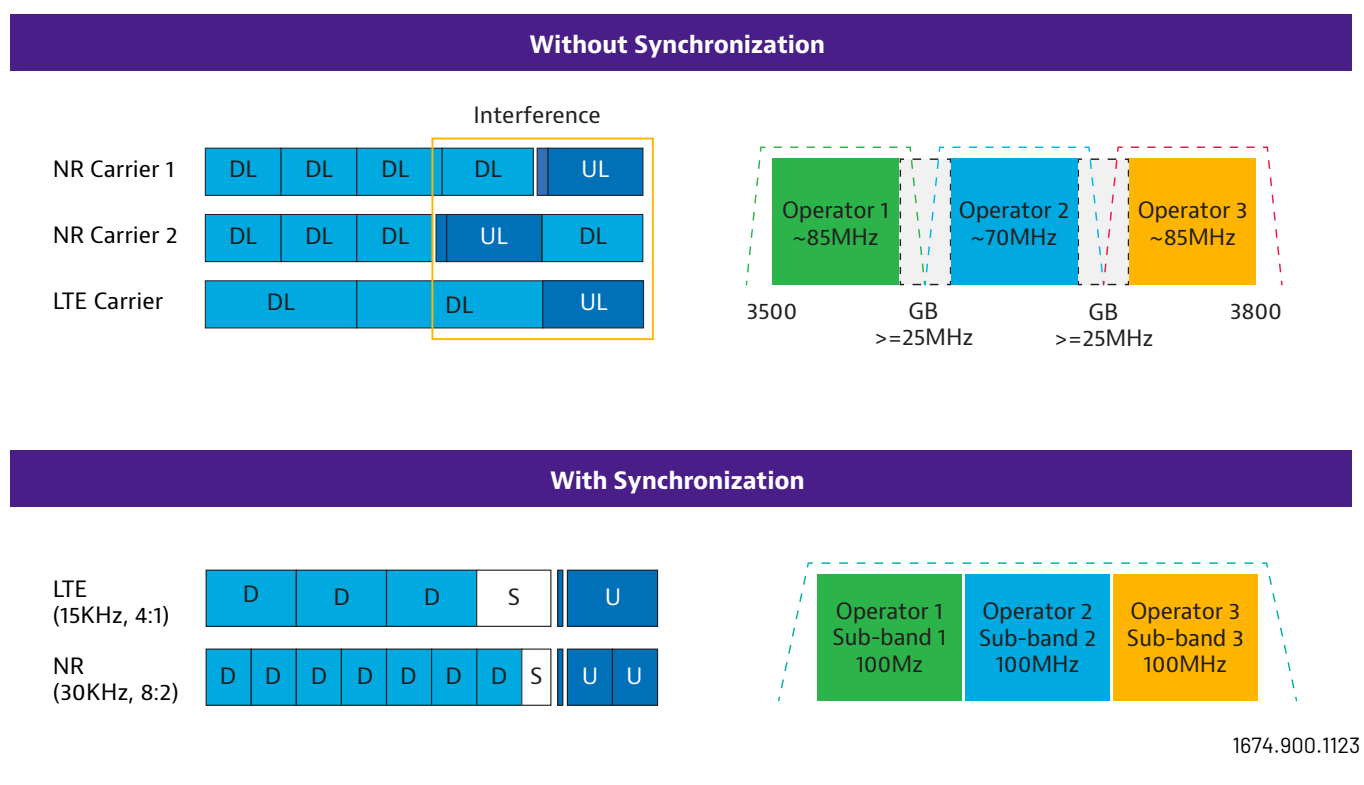 Without Synchronization
Interference
NR Carrier 1
DL DL DL DL UL
NR Carrier 2
DL DL DL UL DL
LTE Carrier
DL DL UL
Operator 1
~85MHz
Operator 2
~70MHz
Operator 3
~85MHz
3500
GB
>=25MHz
GB
>=25MHz
3800
With Synchronization
LTE
(15KHz, 4:1)
D D D S U
NR
(30KHz, 8:2)
D D D D D D D S U U
Operator 1
Sub-band 1
100Mz
Operator 2
Sub-band 2
100MHz
Operator 3
Sub-band 3
100MHz
1674.900.1123